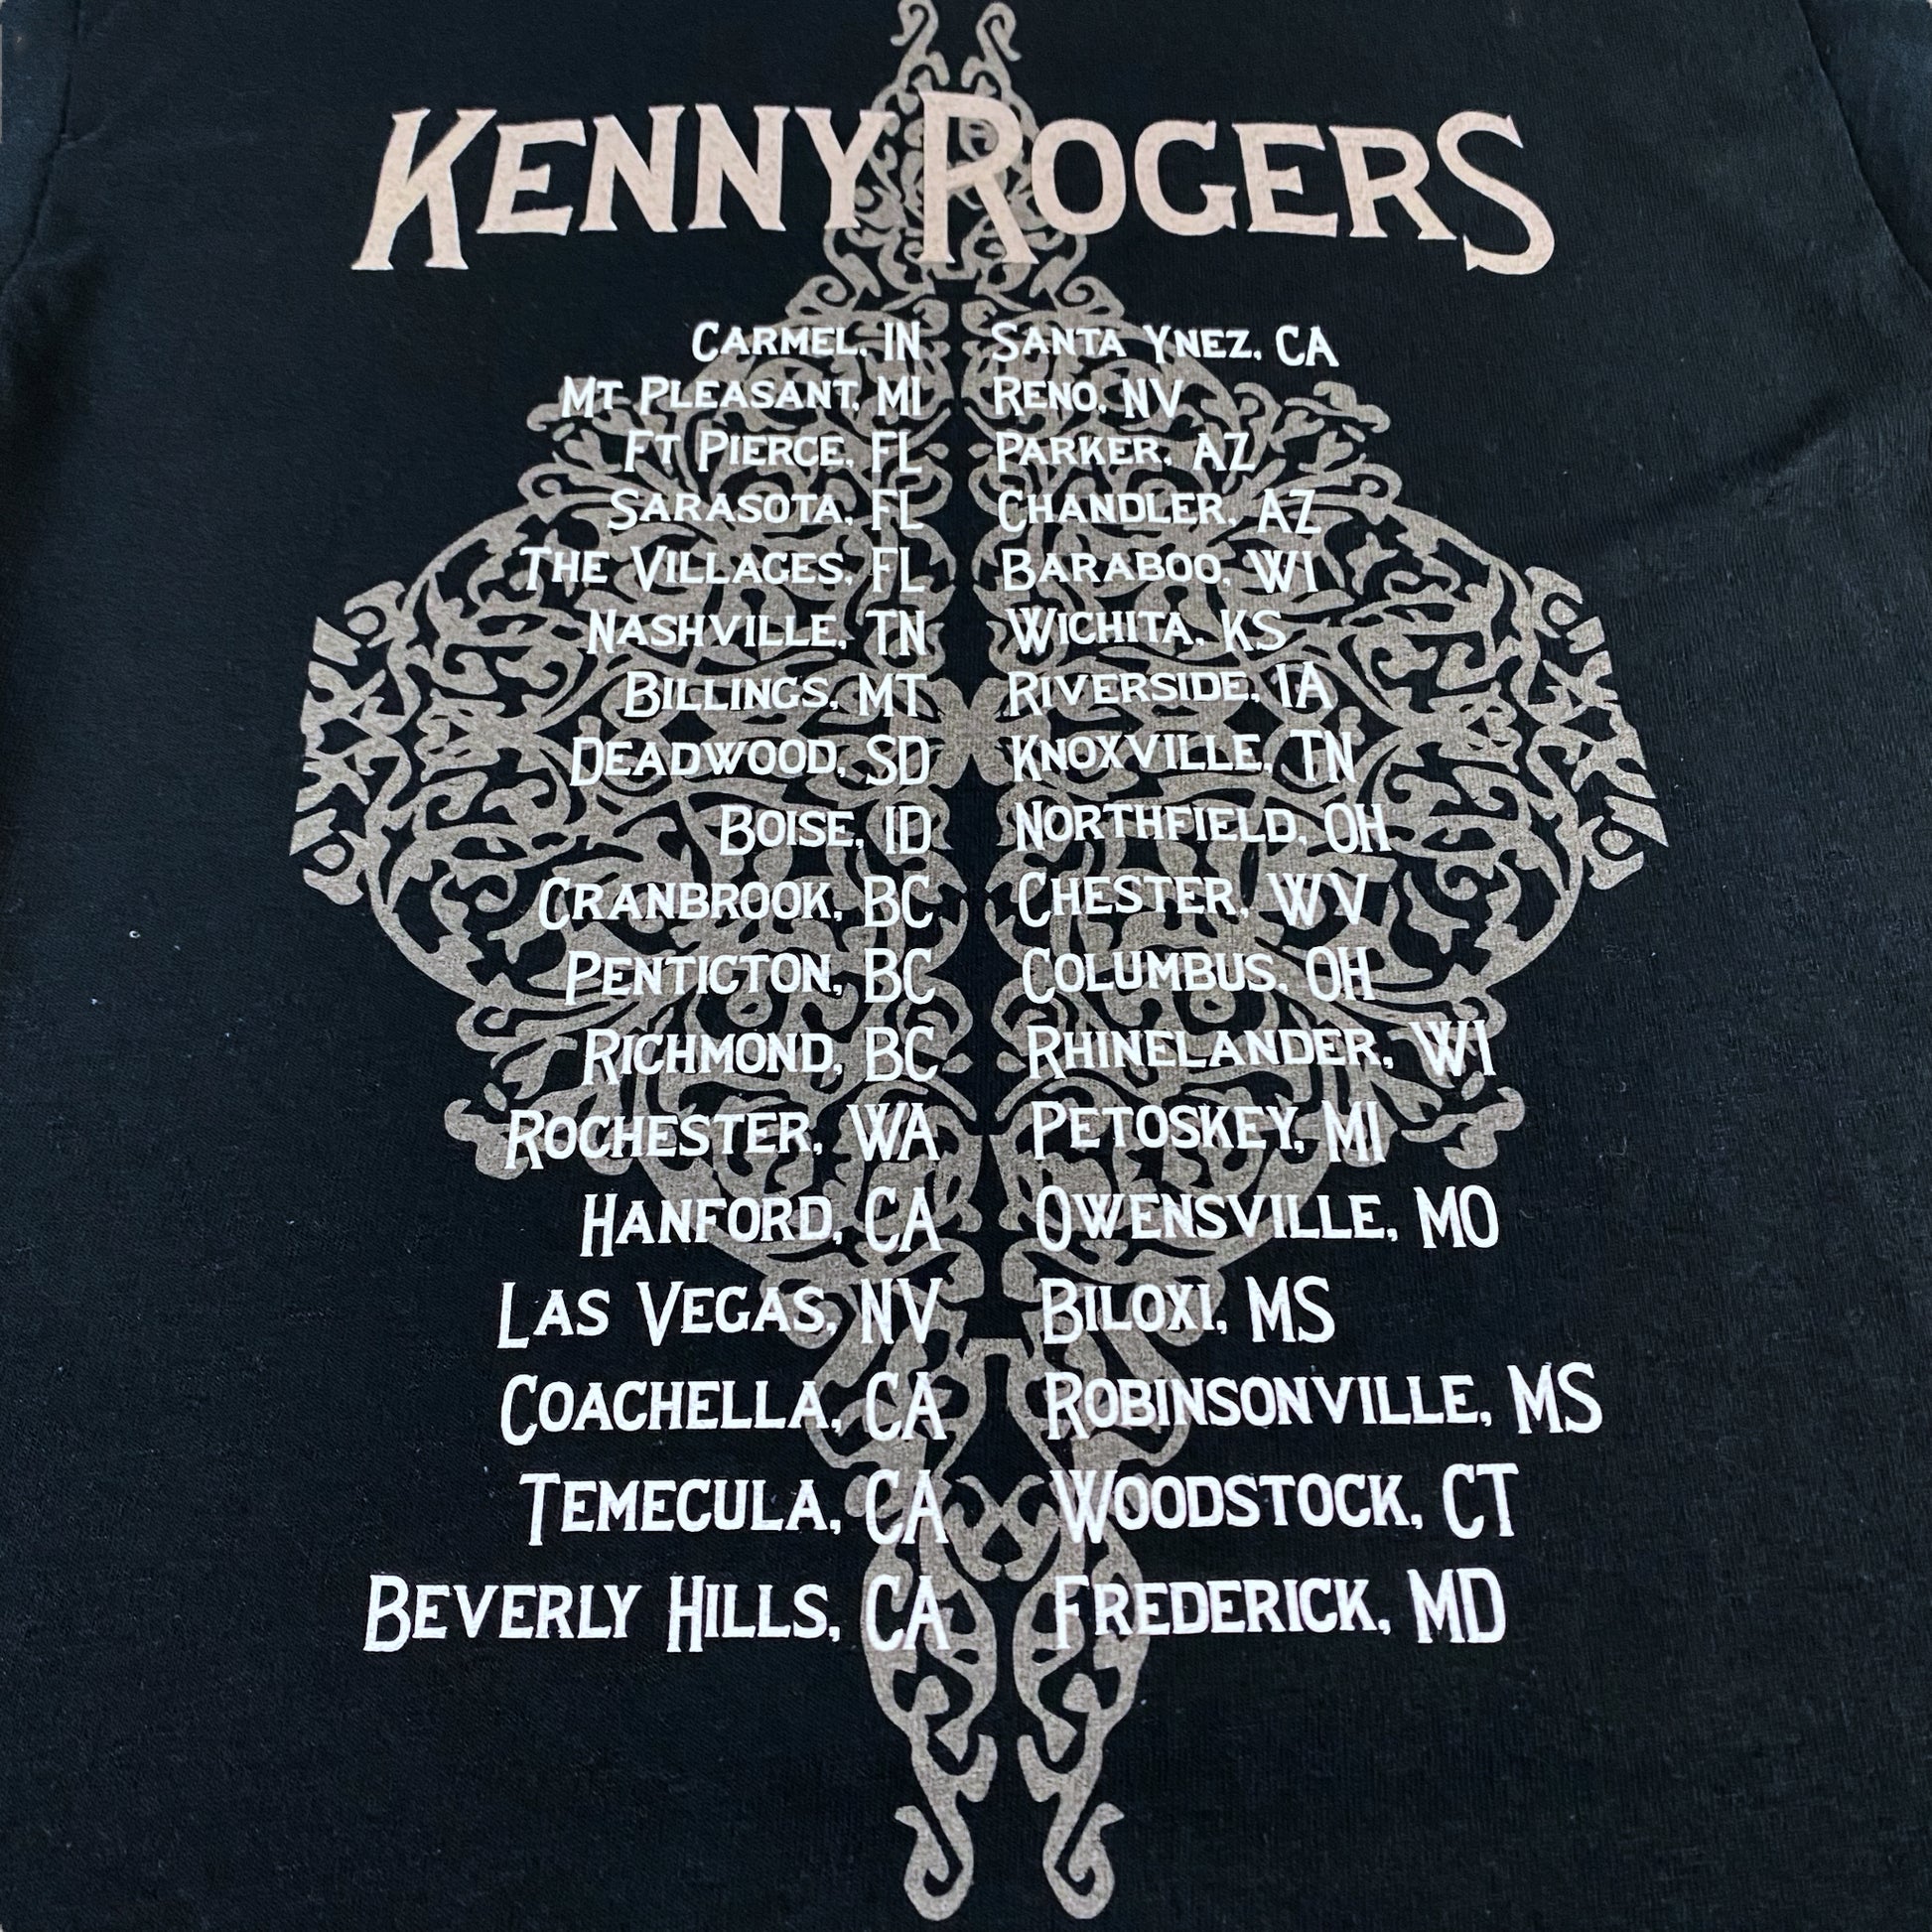 KENNY ROGERS
CARMEL, IN
MT PLEASANT, MI
FT PIERCE, FL
SARASOTA, FL
THE VILLAGES, FL
NASHVILLE, TN
BILLINGS, MT
DEADWOOD, SD
BOISE, ID
CRANBROOK, BC
PENTICTON, BC
RICHMOND, BC
ROCHESTER, WA
HANFORD, CA
LAS VEGAS, NV
COACHELLA, CA
TEMECULA, CA
BEVERLY HILLS, CA
SANTA YNEZ, CA
RENO, NV
PARKER, AZ
CHANDLER, AZ
BARABOO, WI
WICHITA, KS
RIVERSIDE, IA
KNOXVILLE, TN
NORTHFIELD, OH
CHESTER, WV
COLUMBUS, OH
RHINELANDER, WI
PETOSKEY, MI
OWENSVILLE, MO
BILOXI, MS
ROBINSONVILLE, MS
WOODSTOCK, CT
FREDERICK, MD